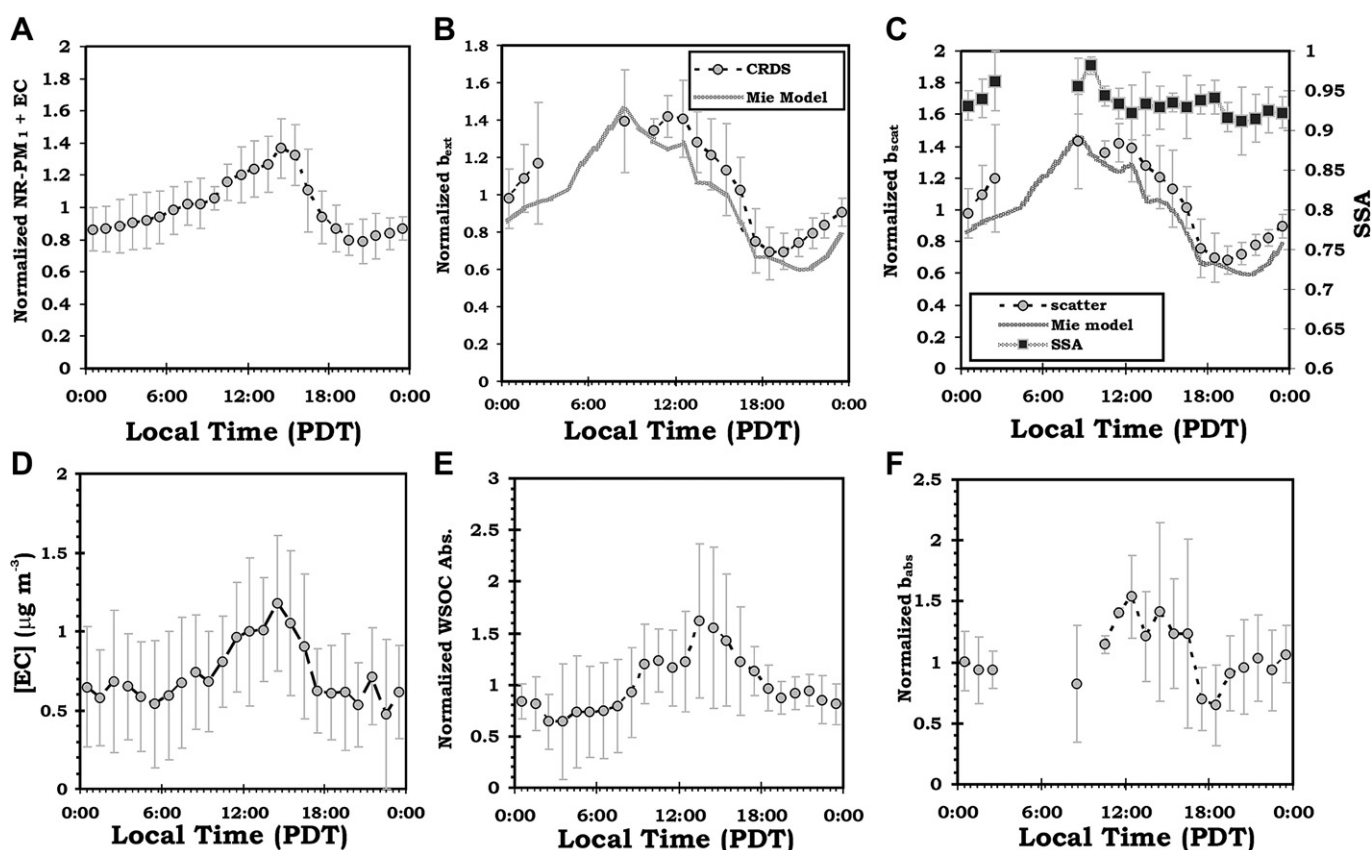 A
Normalized NR-PM 1 + EC
2
1.8
1.6
1.4
1.2
1
0.8
0.6
0.4
0.2
0
0:00 6:00 12:00 18:00 0:00
Local Time (PDT)
B
Normalized bext
1.8
1.6
1.4
1.2
1
0.8
0.6
0.4
0.2
0
CRDS
Mie Model
0:00 6:00 12:00 18:00 0:00
Local Time (PDT)
C
Normalized bscat
2
1.8
1.6
1.4
1.2
1
0.8
0.6
0.4
0.2
0
scatter
Mie model
SSA
1
0.95
0.9
0.85
0.8
0.75
0.7
0.65
0.6
SSA
0:00 6:00 12:00 18:00 0:00
Local Time (PDT)
D
[EC] (µg m-3)
2
1.5
1
0.5
0
0:00 6:00 12:00 18:00 0:00
Local Time (PDT)
E
Normalized WSOC Abs.
3
2.5
2
1.5
1
0.5
0
0:00 6:00 12:00 18:00 0:00
Local Time (PDT)
F
Normalized babs
2.5
2
1.5
1
0.5
0
0:00 6:00 12:00 18:00 0:00
Local Time (PDT)